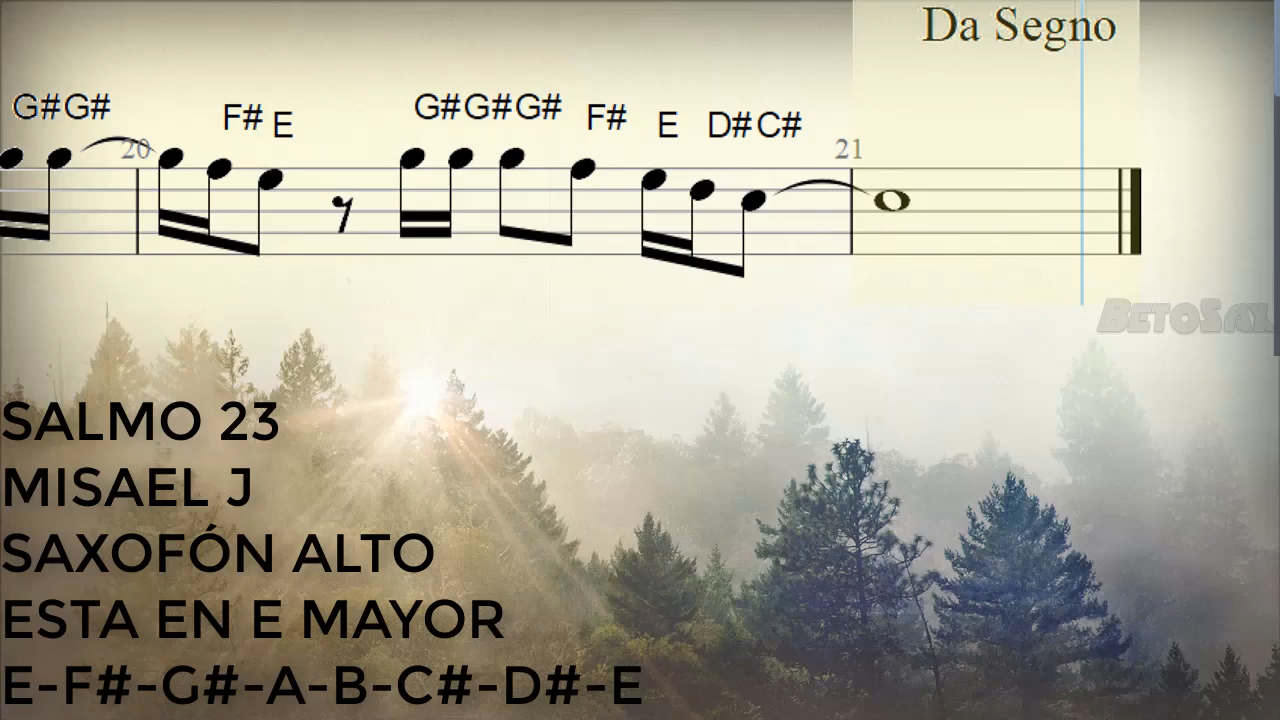 Da Segno
G#G# F# E G#G#G# F# E D#C#
20 21
BetoSax
SALMO 23
MISAEL J
SAXOFÓN ALTO
ESTA EN E MAYOR
E-F#-G#-A-B-C#-D#-E